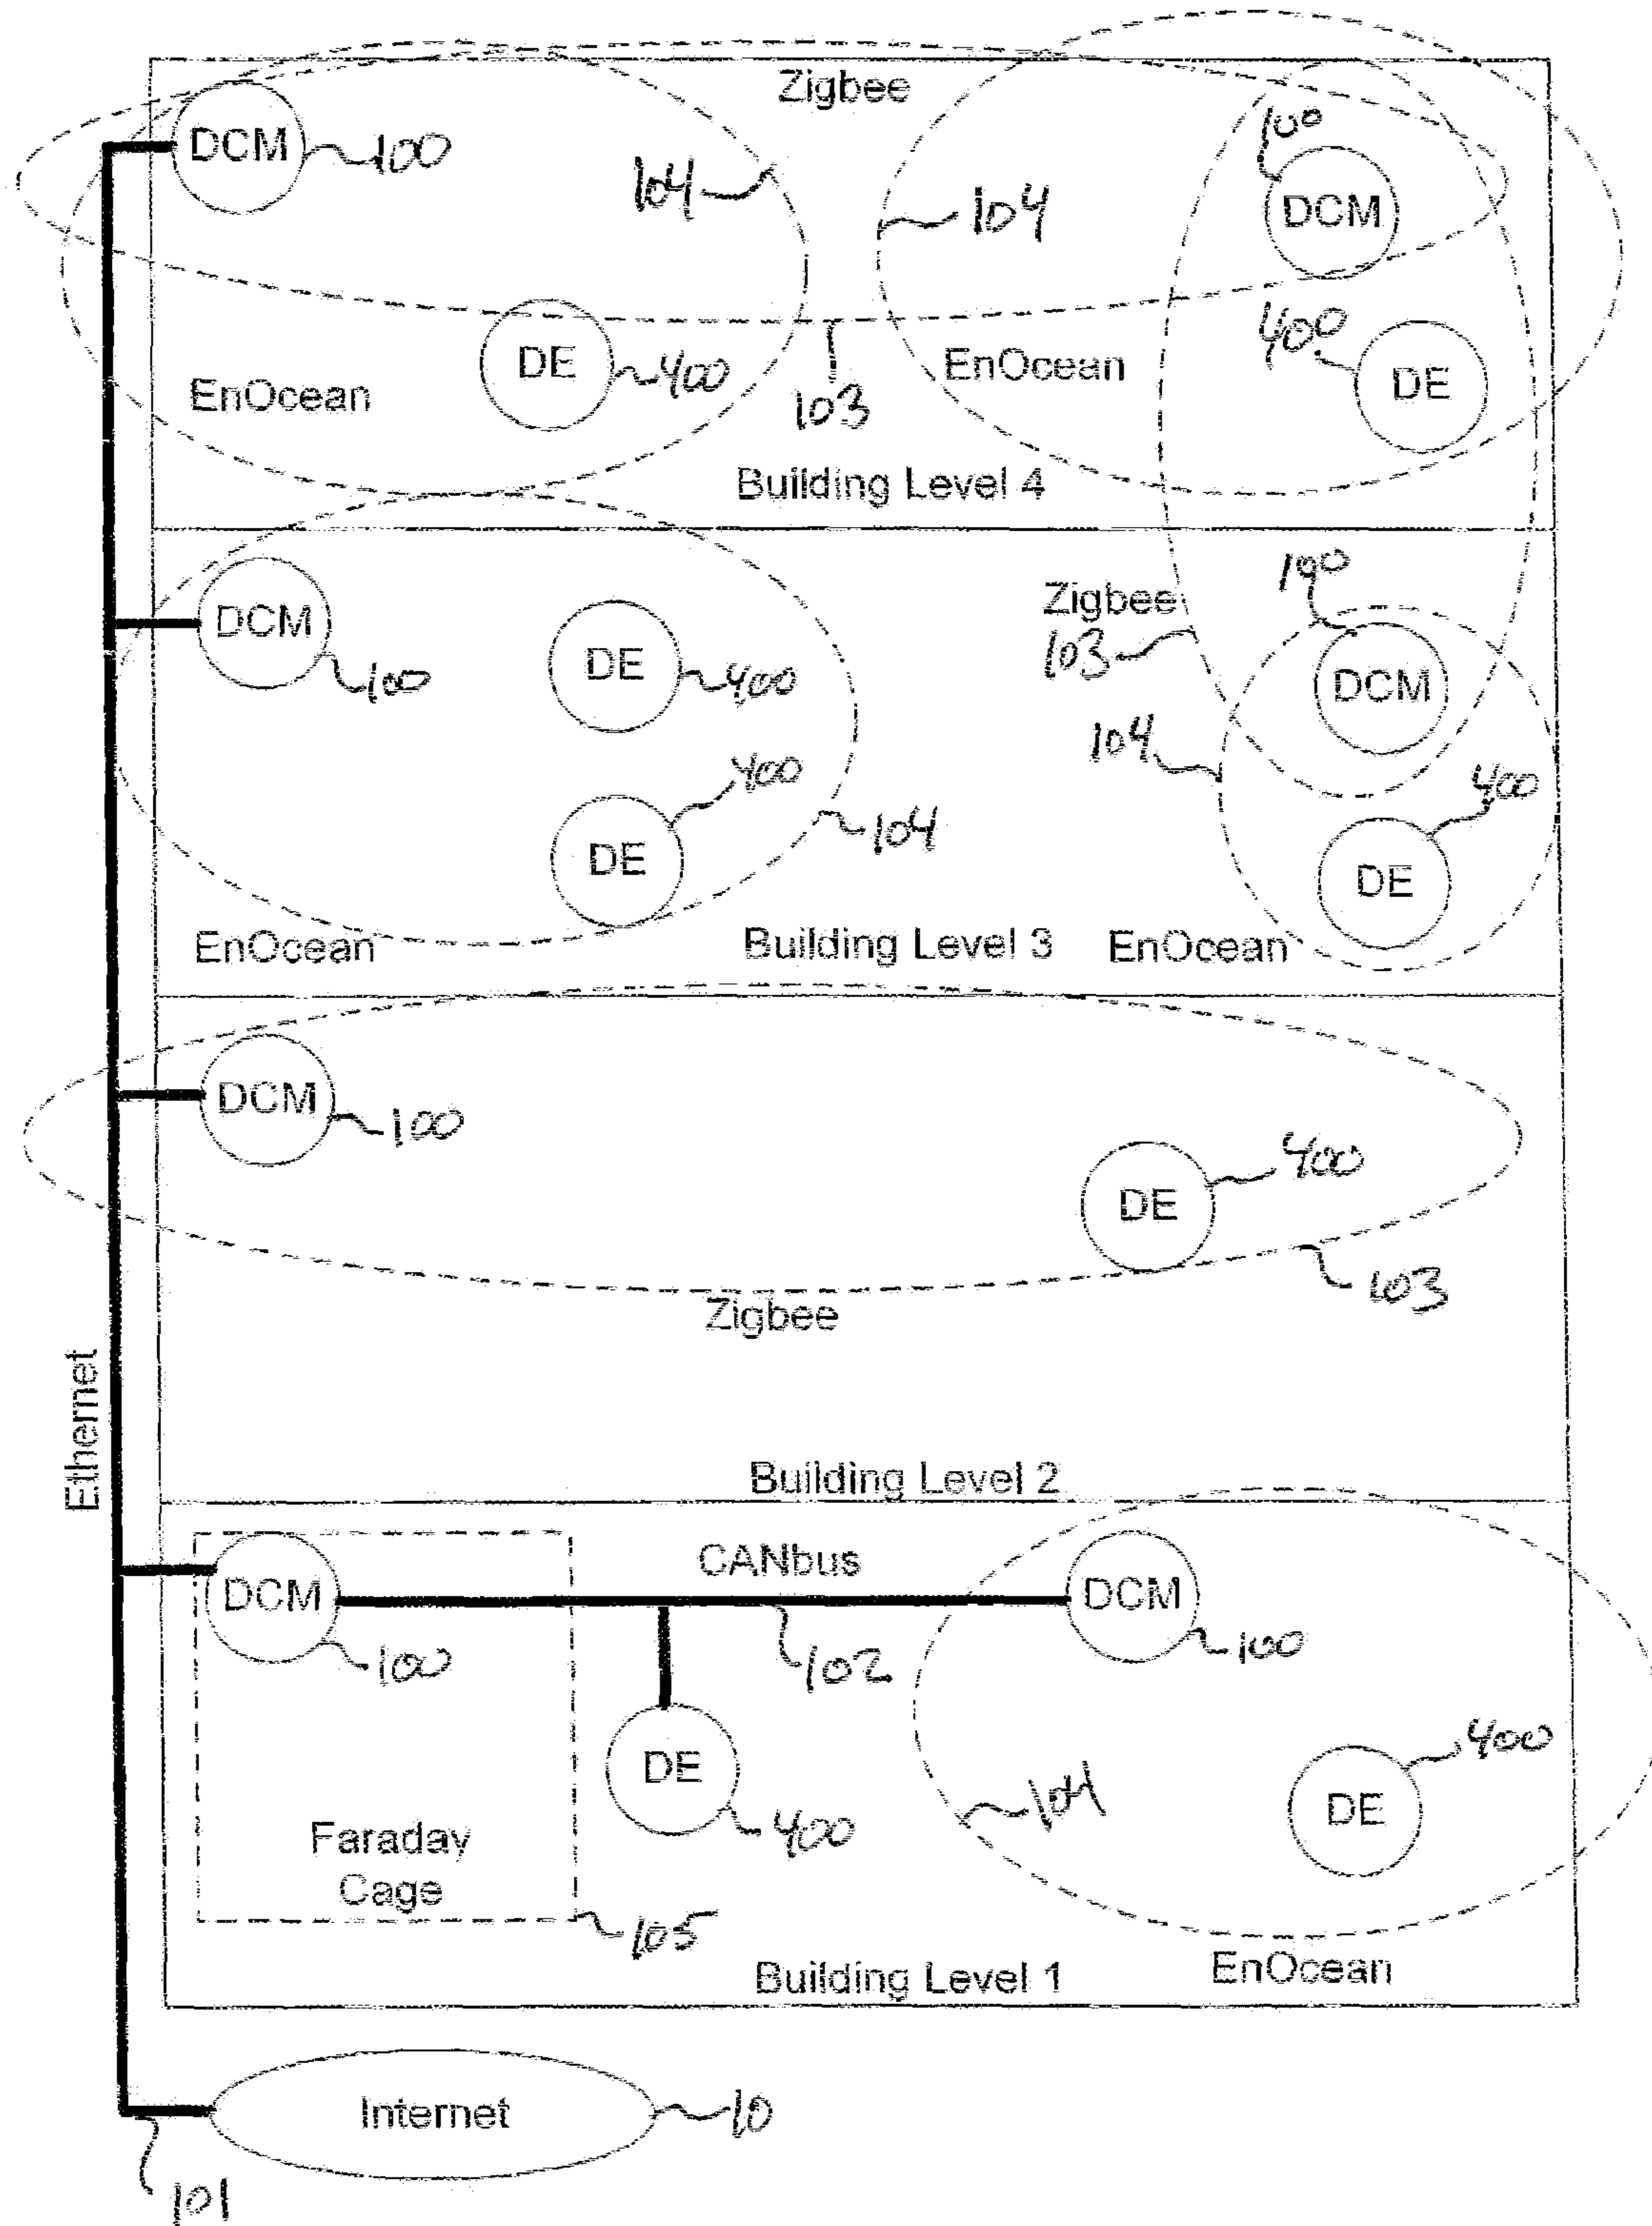 Zigbee
DCM
100
104
104
100
DCM
DE
400
EnOcean
103
EnOcean
400
DE
Building Level 4
DCM
100
DE
400
Zigbee
103
100
DCM
104
400
DE
104
400
DE
EnOcean
Building Level 3
EnOcean
DCM
100
DE
400
103
Zigbee
Ethernet
Building Level 2
DCM
100
CANbus
102
DCM
100
DE
400
104
DE
400
Faraday
Cage
105
Building Level 1
EnOcean
Internet
10
101